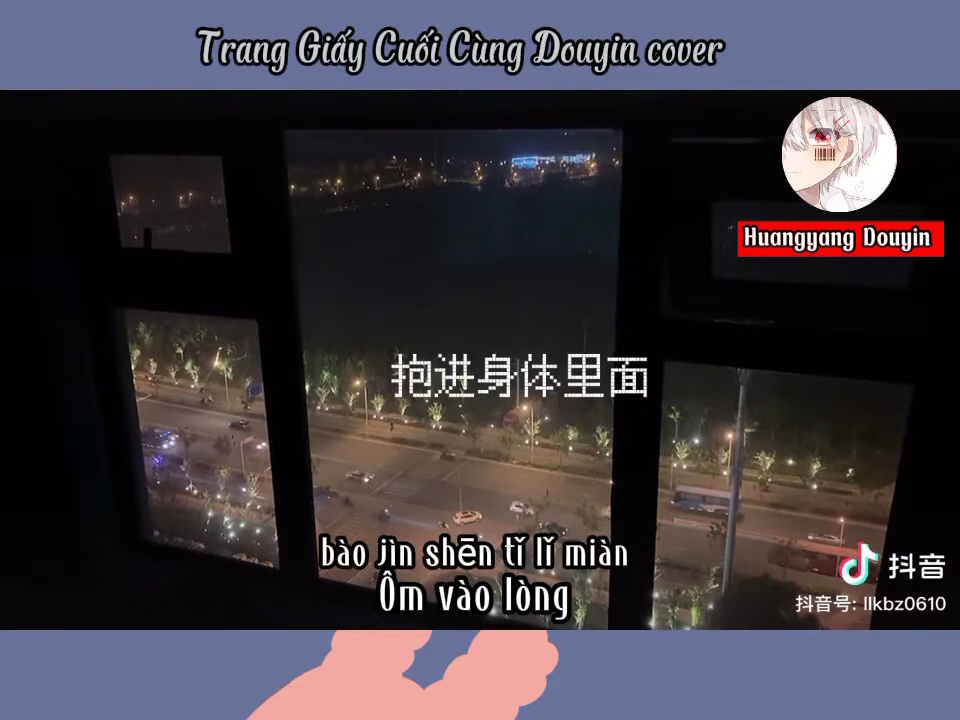 Trang Giấy Cuối Cùng Douyin cover
Huangyang Douyin
抱进身体里面
bào jìn shēn tǐ lǐ miàn
Ôm vào lòng
抖音
抖音号: llkbz0610